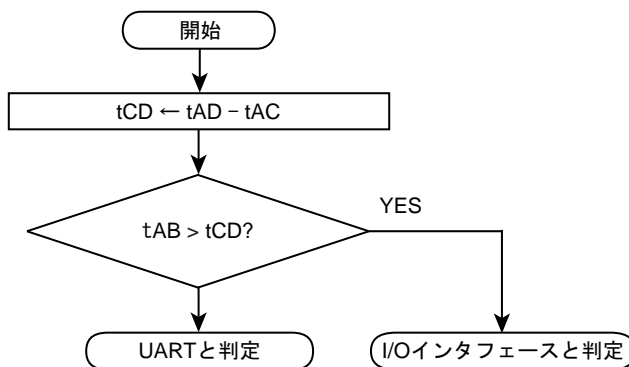 開始
tCD ← tAD − tAC
tAB > tCD?
YES
UARTと判定
I/Oインタフェースと判定